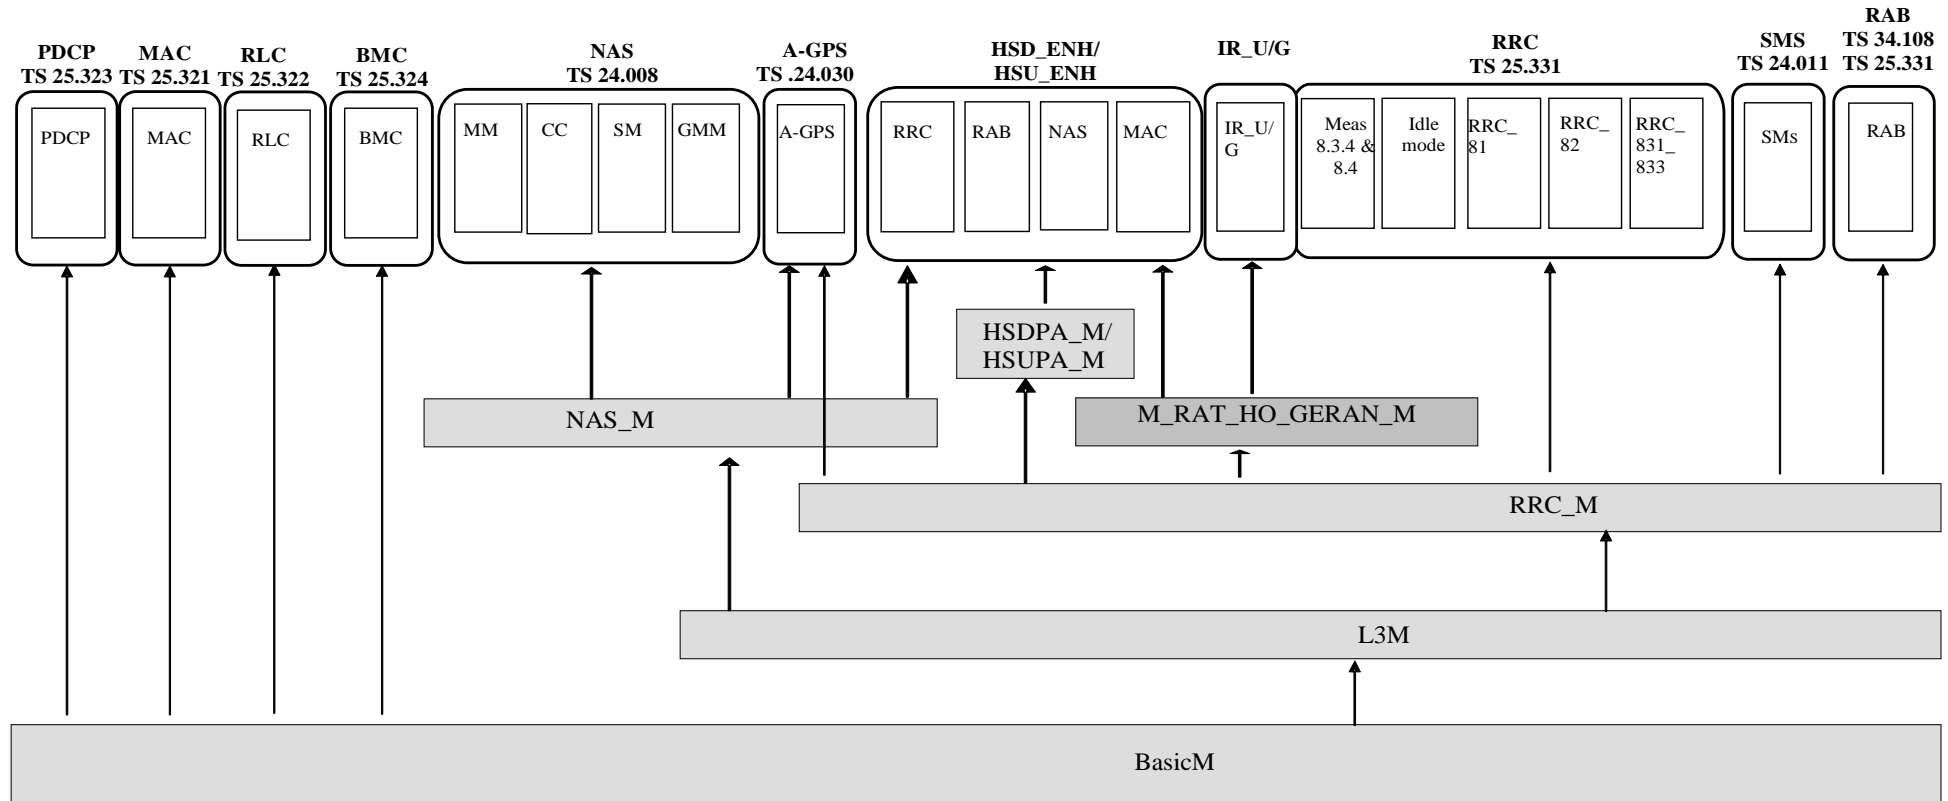 PDCP
TS 25.323
MAC
TS 25.321
RLC
TS 25.322
BMC
TS 25.324
NAS
TS 24.008
A-GPS
TS .24.030
HSD_ENH/
HSU_ENH
IR_U/G
RRC
TS 25.331
SMS
TS 24.011
RAB
TS 34.108
TS 25.331
PDCP
MAC
RLC
BMC
MM
CC
SM
GMM
A-GPS
RRC
RAB
NAS
MAC
IR_U/
G
Meas
8.3.4 &
8.4
Idle
mode
RRC_
81
RRC_
82
RRC_
831_
833
SMs
RAB
HSDPA_M/
HSUPA_M
NAS_M
M_RAT_HO_GERAN_M
RRC_M
L3M
BasicM